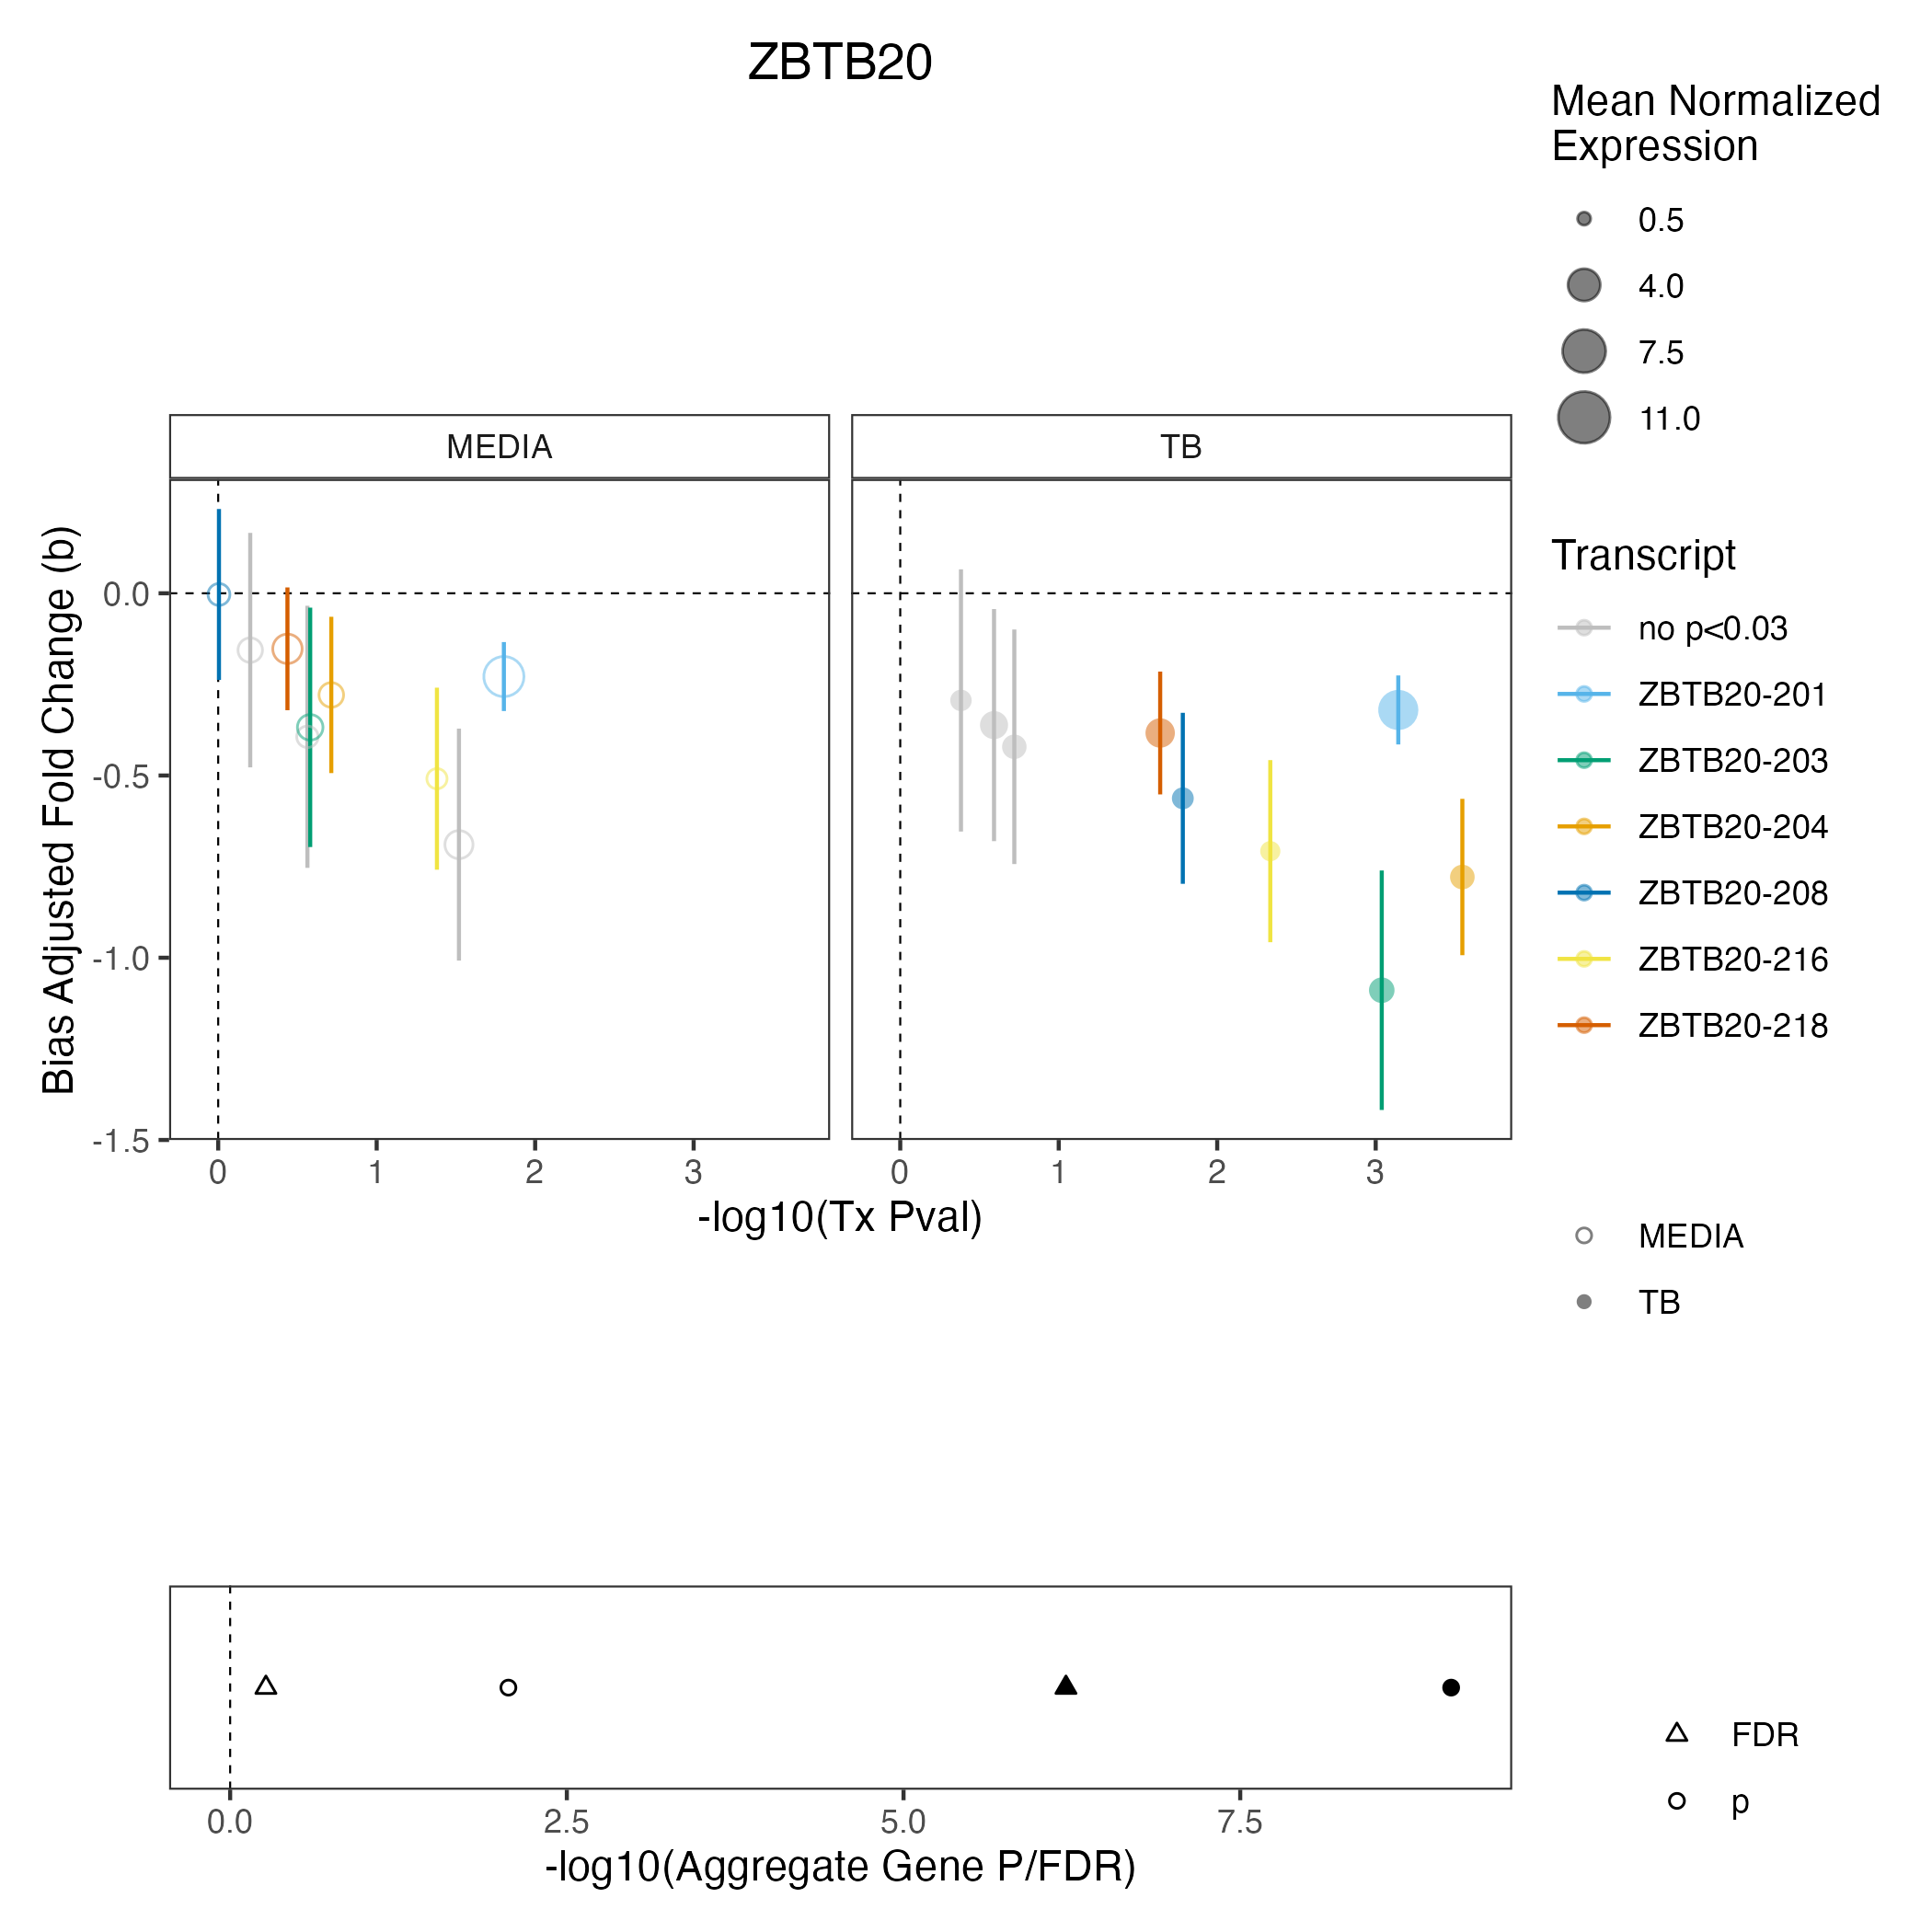 ZBTB20
Mean Normalized
Expression
0.5
4.0
7.5
11.0
MEDIA
TB
Bias Adjusted Fold Change (b)
0.0
-0.5
-1.0
-1.5
0
1
2
3
0
1
2
3
-log10(Tx Pval)
Transcript
no p<0.03
ZBTB20-201
ZBTB20-203
ZBTB20-204
ZBTB20-208
ZBTB20-216
ZBTB20-218
MEDIA
TB
0.0
2.5
5.0
7.5
-log10(Aggregate Gene P/FDR)
FDR
p